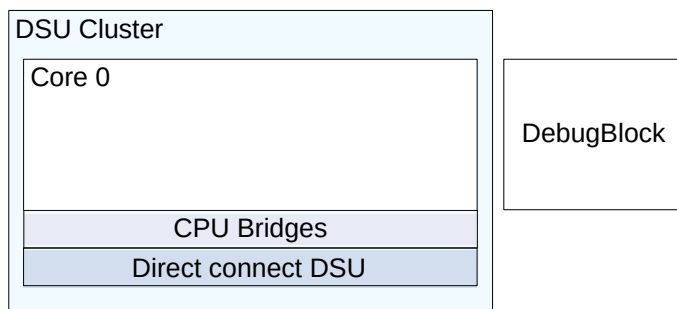 DSU Cluster
Core 0
DebugBlock
CPU Bridges
Direct connect DSU